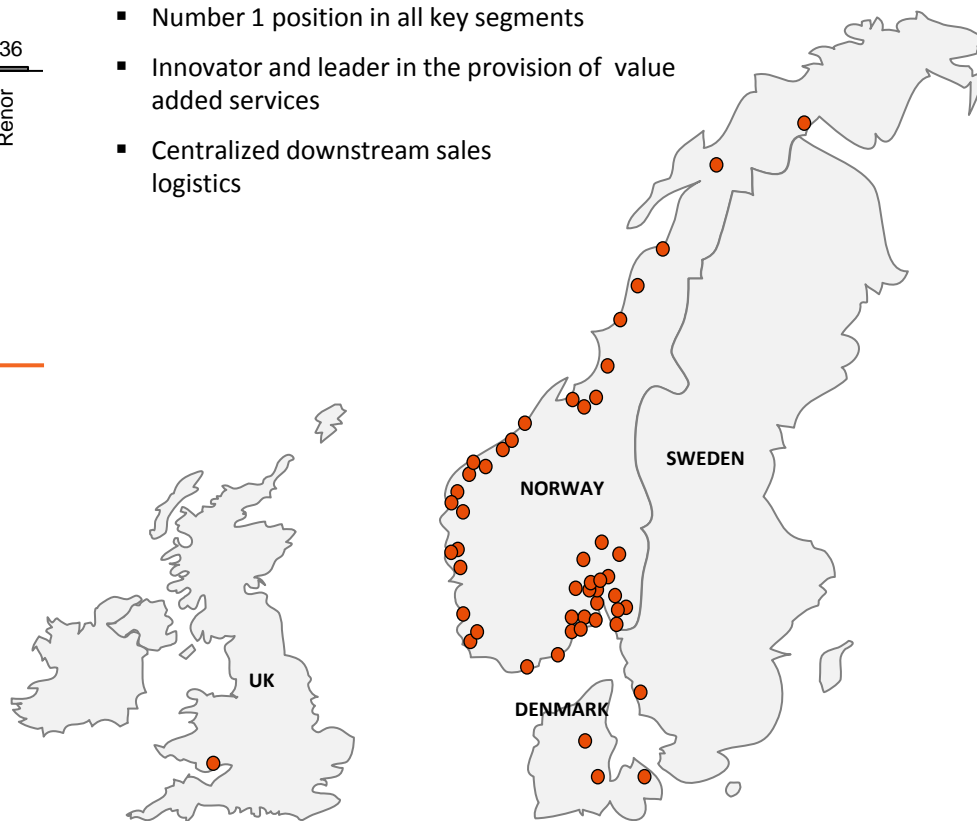 ▪ Number 1 position in all key segments
36
▪ Innovator and leader in the provision of value
added services
Renor
▪ Centralized downstream sales
logistics
SWEDEN
NORWAY
UK
DENMARK